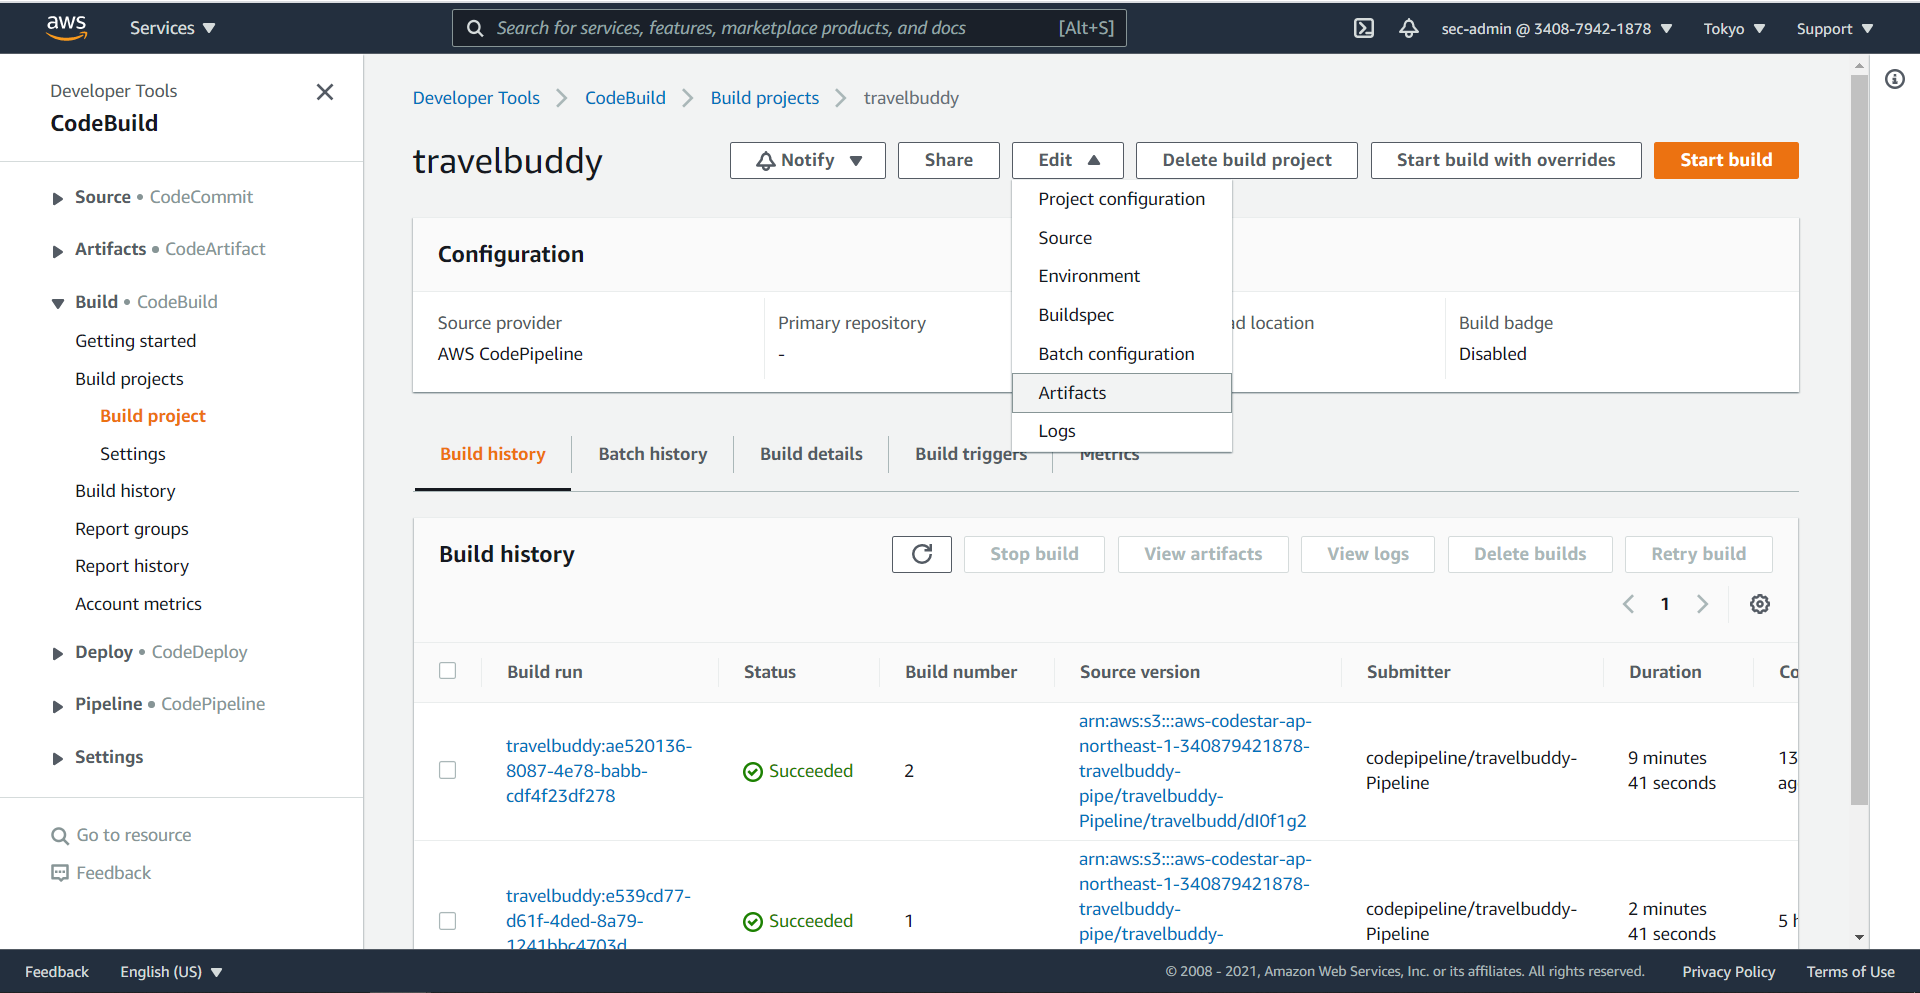 aws
Services
Search for services, features, marketplace products, and docs
[Alt+S]
sec-admin @ 3408-7942-1878
Tokyo
Support
Developer Tools
CodeBuild
Source • CodeCommit
Artifacts • CodeArtifact
Build • CodeBuild
Getting started
Build projects
Build project
Settings
Build history
Report groups
Report history
Account metrics
Deploy • CodeDeploy
Pipeline • CodePipeline
Settings
Go to resource
Feedback
Developer Tools
CodeBuild
Build projects
travelbuddy
travelbuddy
Notify
Share
Edit
Delete build project
Start build with overrides
Start build
Project configuration
Source
Environment
Buildspec
Batch configuration
Artifacts
Logs
Configuration
Source provider
AWS CodePipeline
Primary repository
-
location
Build badge
Disabled
Build history
Batch history
Build details
Build triggers
Metrics
Build history
Stop build
View artifacts
View logs
Delete builds
Retry build
1
Build run
Status
Build number
Source version
Submitter
Duration
Co
travelbuddy:ae520136-
8087-4e78-babb-
cdf4f23df278
Succeeded
2
arn:aws:s3:::aws-codestar-ap-
northeast-1-340879421878-
travelbuddy-
pipe/travelbuddy-
Pipeline/travelbudd/dI0f1g2
codepipeline/travelbuddy-
Pipeline
9 minutes
41 seconds
13
ag
travelbuddy:e539cd77-
d61f-4ded-8a79-
1241bbc4703d
Succeeded
1
arn:aws:s3:::aws-codestar-ap-
northeast-1-340879421878-
travelbuddy-
pipe/travelbuddy-
codepipeline/travelbuddy-
Pipeline
2 minutes
41 seconds
5 h
Feedback
English (US)
© 2008 - 2021, Amazon Web Services, Inc. or its affiliates. All rights reserved.
Privacy Policy
Terms of Use